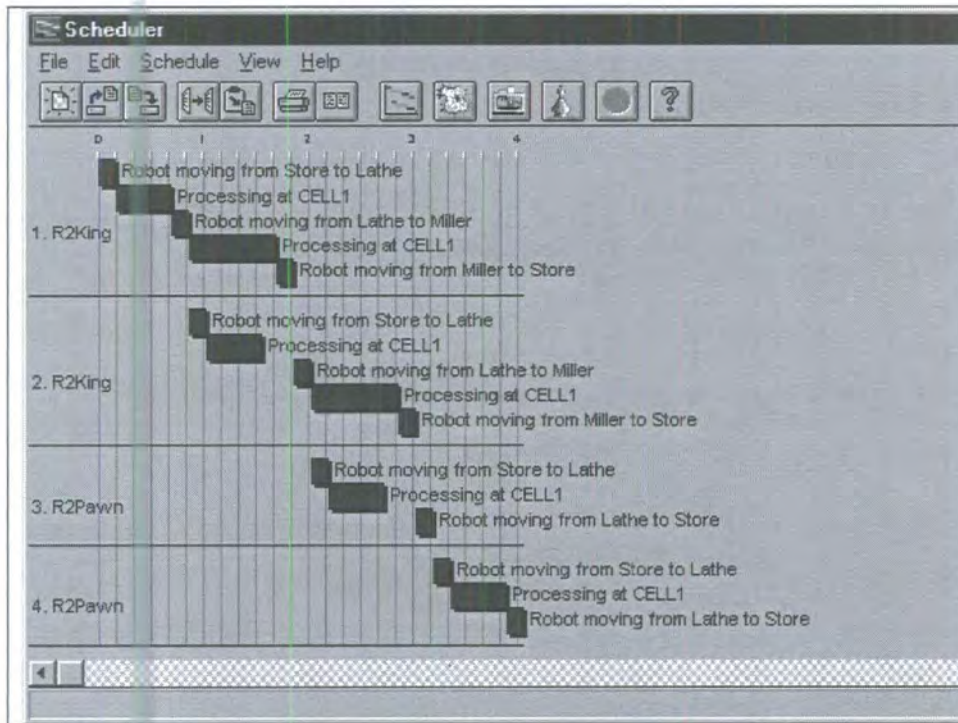 Scheduler
File Edit Schedule View Help
0 1 2 3 4
Robot moving from Store to Lathe
Processing at CELL1
Robot moving from Lathe to Miller
1. R2King
Processing at CELL1
Robot moving from Miller to Store
Robot moving from Store to Lathe
Processing at CELL1
Robot moving from Lathe to Miller
2. R2King
Processing at CELL1
Robot moving from Miller to Store
Robot moving from Store to Lathe
Processing at CELL1
3. R2Pawn
Robot moving from Lathe to Store
Robot moving from Store to Lathe
Processing at CELL1
4. R2Pawn
Robot moving from Lathe to Store